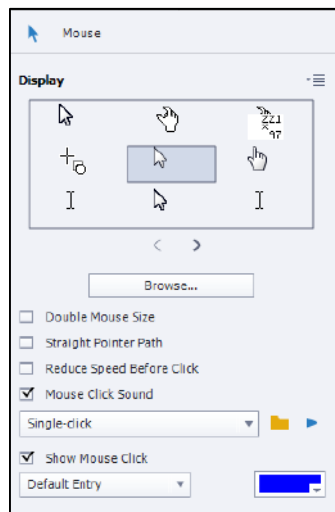 Mouse
Display
Browse...
Double Mouse Size
Straight Pointer Path
Reduce Speed Before Click
Mouse Click Sound
Single-click
Show Mouse Click
Default Entry